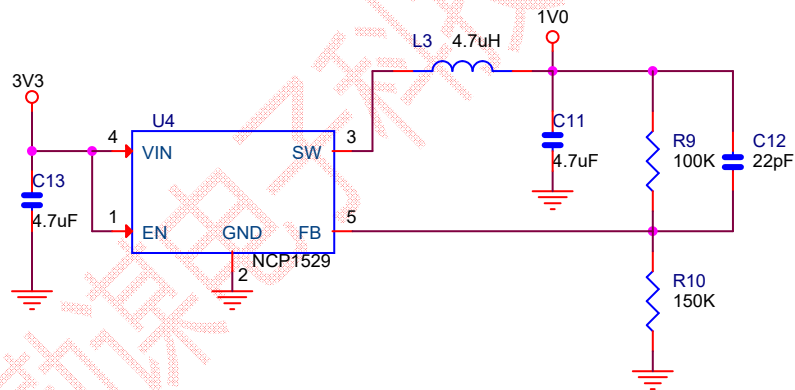 1V0
L3 4.7uH
3V3
U4
4 VIN
SW 3
C11
4.7uF
R9
100K
C12
22pF
C13
4.7uF
1 EN
GND
FB 5
NCP1529
2
R10
150K